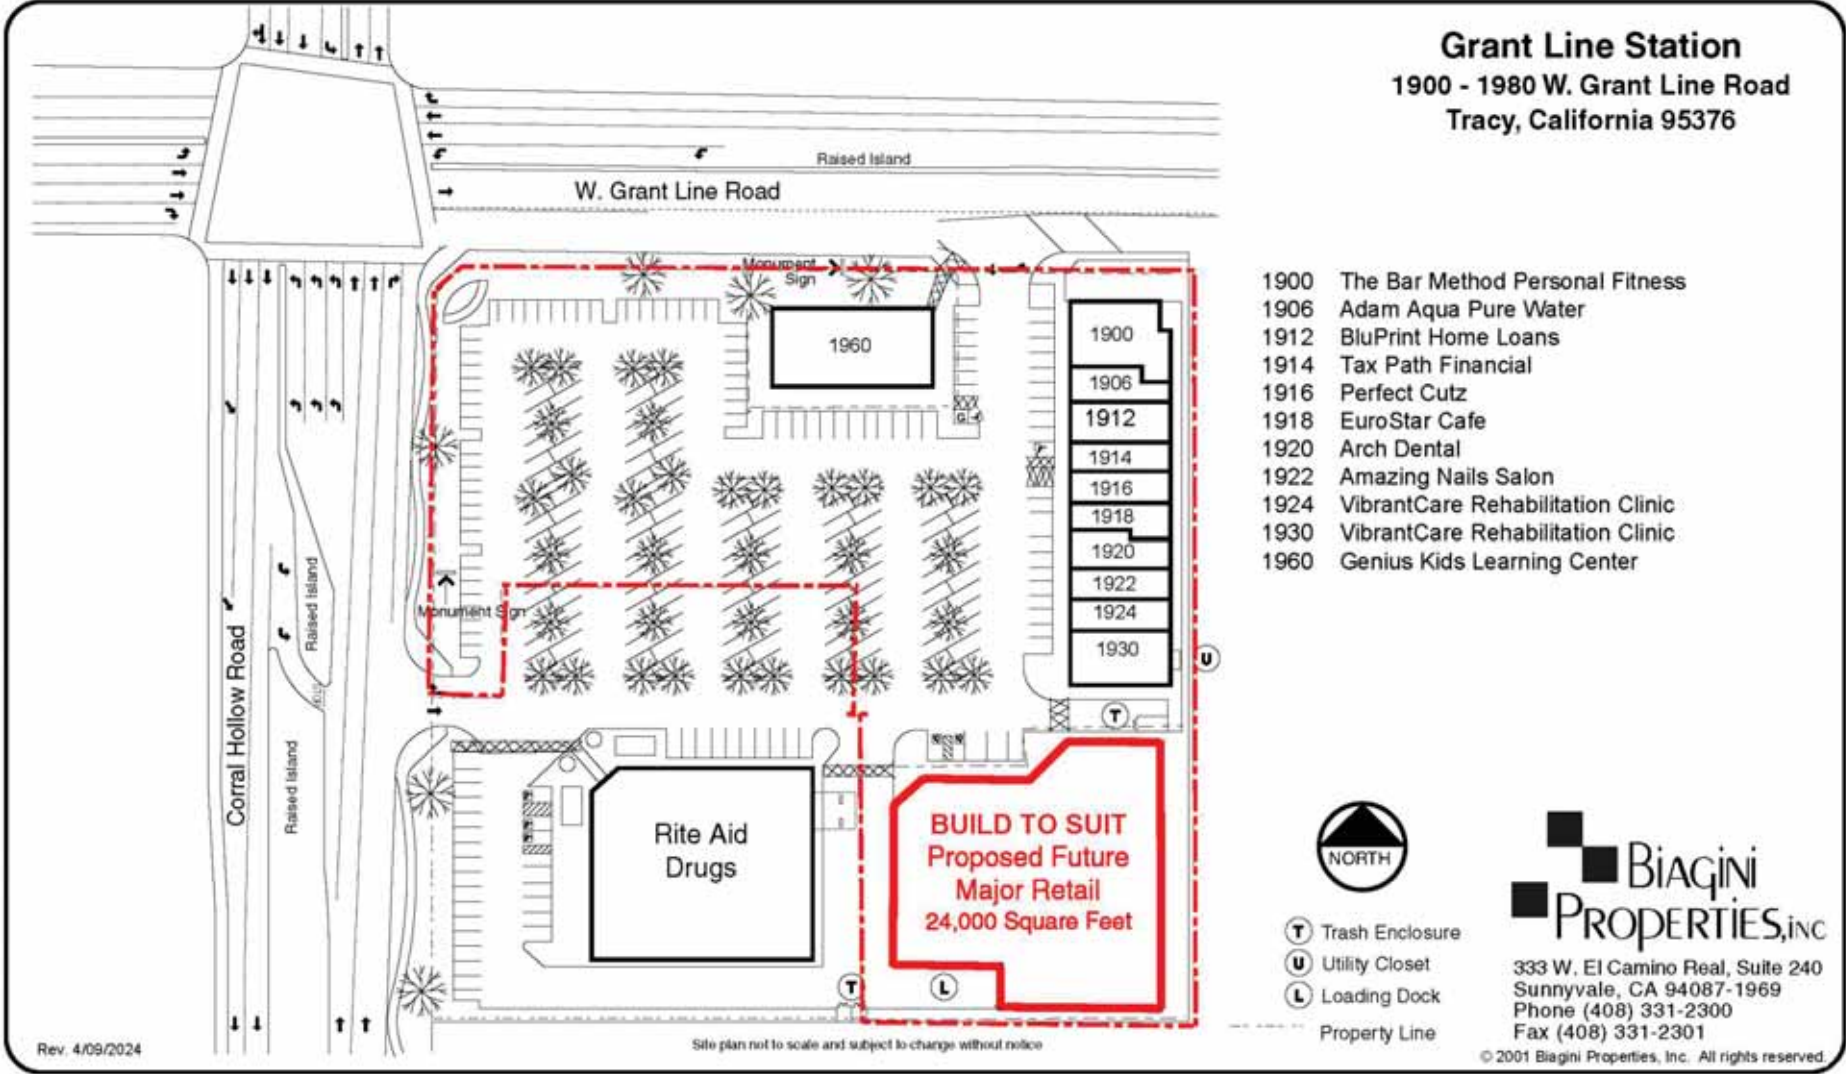 Grant Line Station
1900 - 1980 W. Grant Line Road
Tracy, California 95376
Raised Island
W. Grant Line Road
Monument
Sign
1960
G
1900
1906
1912
1914
1916
1918
1920
1922
1924
1930
1900 The Bar Method Personal Fitness
1906 Adam Aqua Pure Water
1912 BluPrint Home Loans
1914 Tax Path Financial
1916 Perfect Cutz
1918 EuroStar Cafe
1920 Arch Dental
1922 Amazing Nails Salon
1924 VibrantCare Rehabilitation Clinic
1930 VibrantCare Rehabilitation Clinic
1960 Genius Kids Learning Center
Monument Sign
Raised Island
Corral Hollow Road
Raised Island
U
T
Rite Aid
Drugs
BUILD TO SUIT
Proposed Future
Major Retail
24,000 Square Feet
T
L
NORTH
T Trash Enclosure
U Utility Closet
L Loading Dock
Property Line
BiAGiNi
PROPERTiES,iNC
333 W. El Camino Real, Suite 240
Sunnyvale, CA 94087-1969
Phone (408) 331-2300
Fax (408) 331-2301
© 2001 Biagini Properties, Inc. All rights reserved.
Rev. 4/09/2024
Site plan not to scale and subject to change without notice